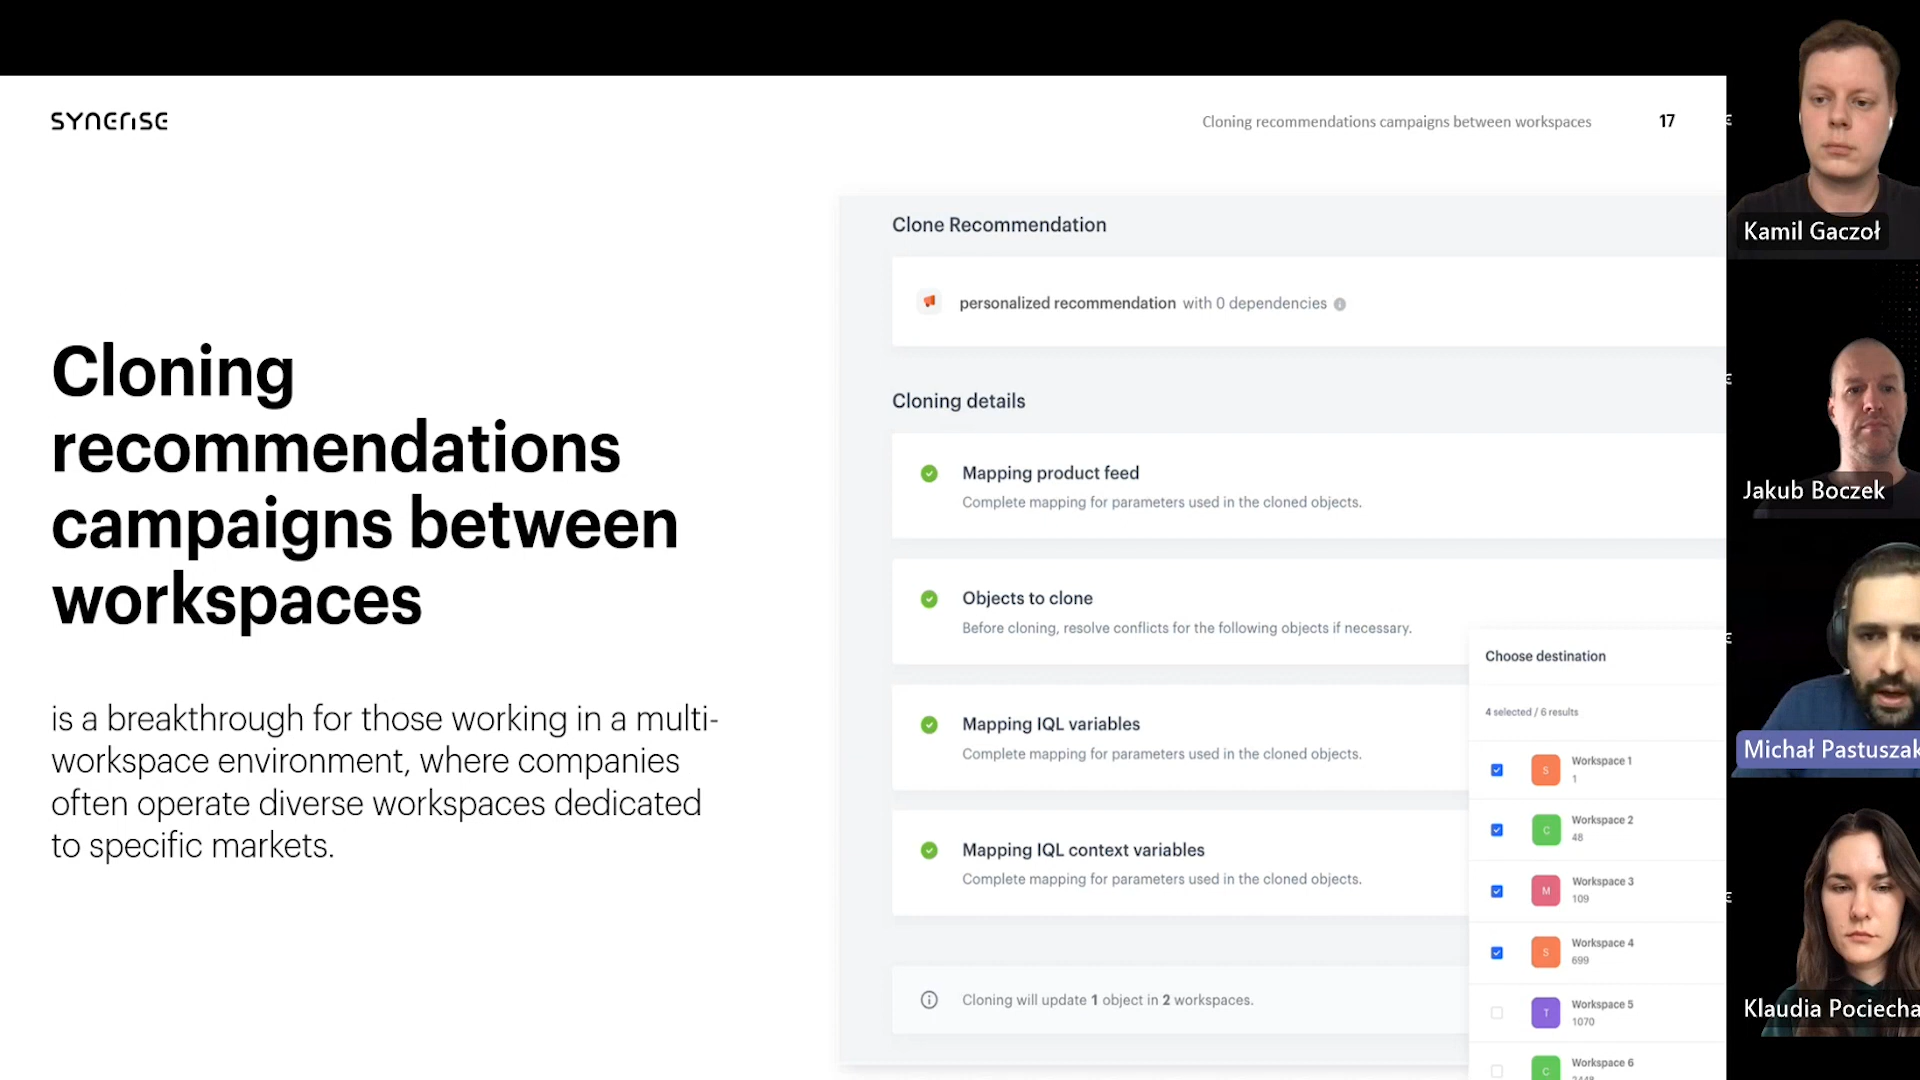 SYNERISE
Cloning recommendations campaigns between workspaces
17
Cloning
recommendations
campaigns between
workspaces
is a breakthrough for those working in a multi-
workspace environment, where companies
often operate diverse workspaces dedicated
to specific markets.
Clone Recommendation
personalized recommendation with 0 dependencies
Cloning details
Mapping product feed
Complete mapping for parameters used in the cloned objects.
Objects to clone
Before cloning, resolve conflicts for the following objects if necessary.
Mapping IQL variables
Complete mapping for parameters used in the cloned objects.
Mapping IQL context variables
Complete mapping for parameters used in the cloned objects.
Cloning will update 1 object in 2 workspaces.
Choose destination
4 selected / 6 results
S
Workspace 1
1
C
Workspace 2
48
M
Workspace 3
109
S
Workspace 4
699
T
Workspace 5
1070
C
Workspace 6
Kamil Gaczoł
Jakub Boczek
Michał Pastuszak
Klaudia Pociecha